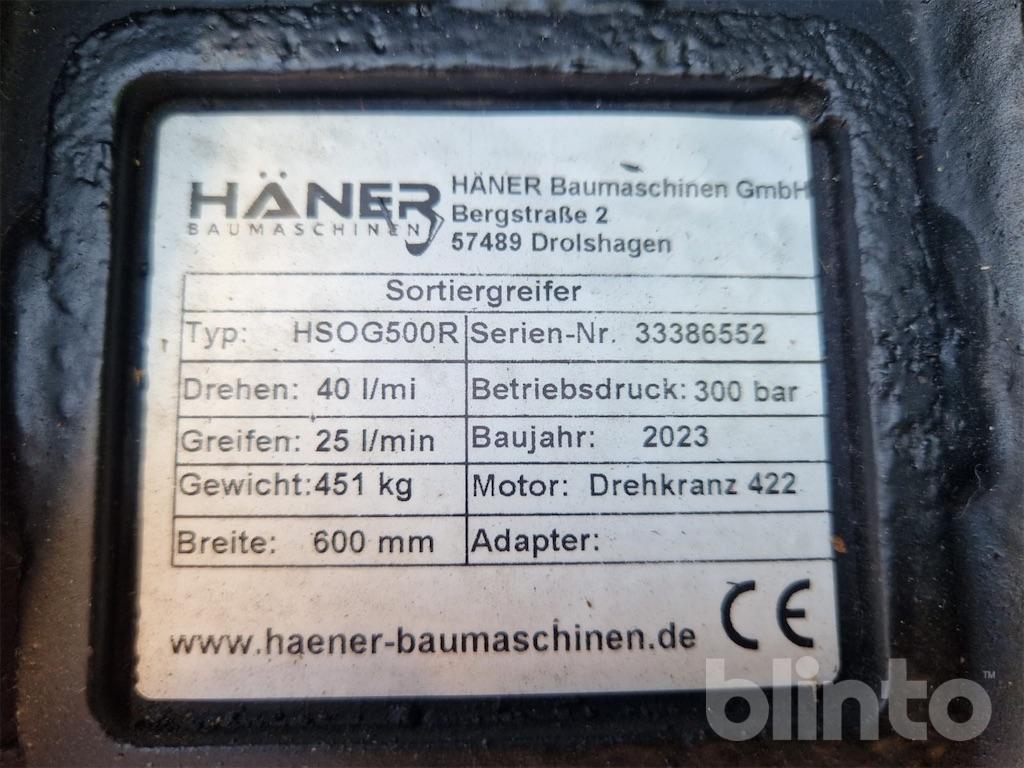 HÄNER
BAUMASCHINEN
HÄNER Baumaschinen GmbH
Bergstraße 2
57489 Drolshagen
Sortiergreifer
Typ: HSOG500R Serien-Nr. 33386552
Drehen: 40 l/mi Betriebsdruck: 300 bar
Greifen: 25 l/min Baujahr: 2023
Gewicht: 451 kg Motor: Drehkranz 422
Breite: 600 mm Adapter:
www.haener-baumaschinen.de CE
blinto™